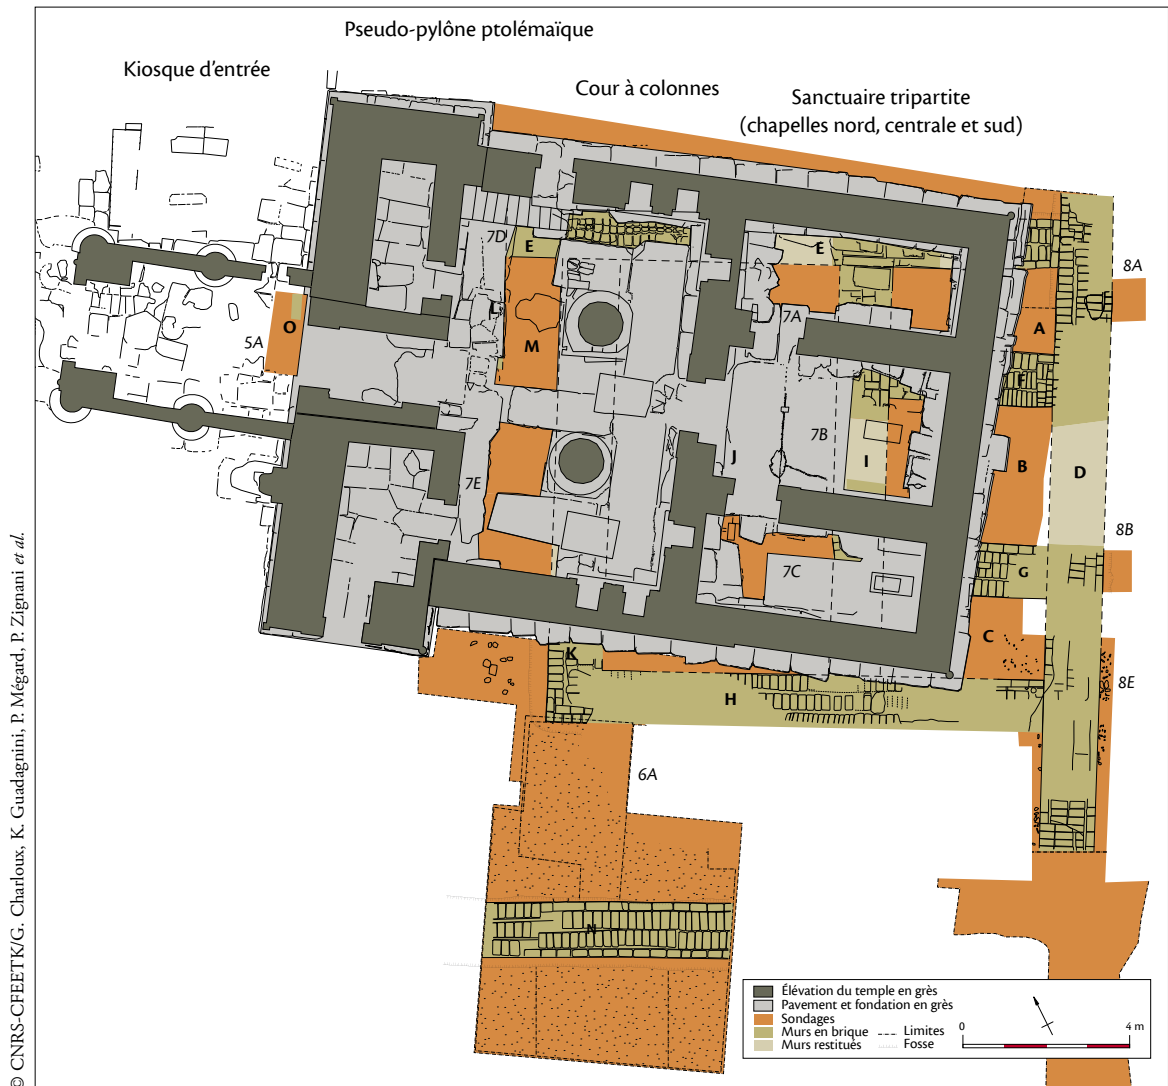 Pseudo-pylône ptolémaïque
Kiosque d'entrée
Cour à colonnes
Sanctuaire tripartite
(chapelles nord, centrale et sud)
7D
E
E
8A
L
O
5A
M
7A
A
F
7B
7E
J
I
B
D
8B
G
7C
C
K
H
8E
6A
N
Élévation du temple en grès
Pavement et fondation en grès
Sondages
Murs en brique
Limites
Murs restitués
Fosse
0
4 m
© CNRS-CFEETK/G. Charloux, K. Guadagnini, P. Mégard, P. Zignani et al.